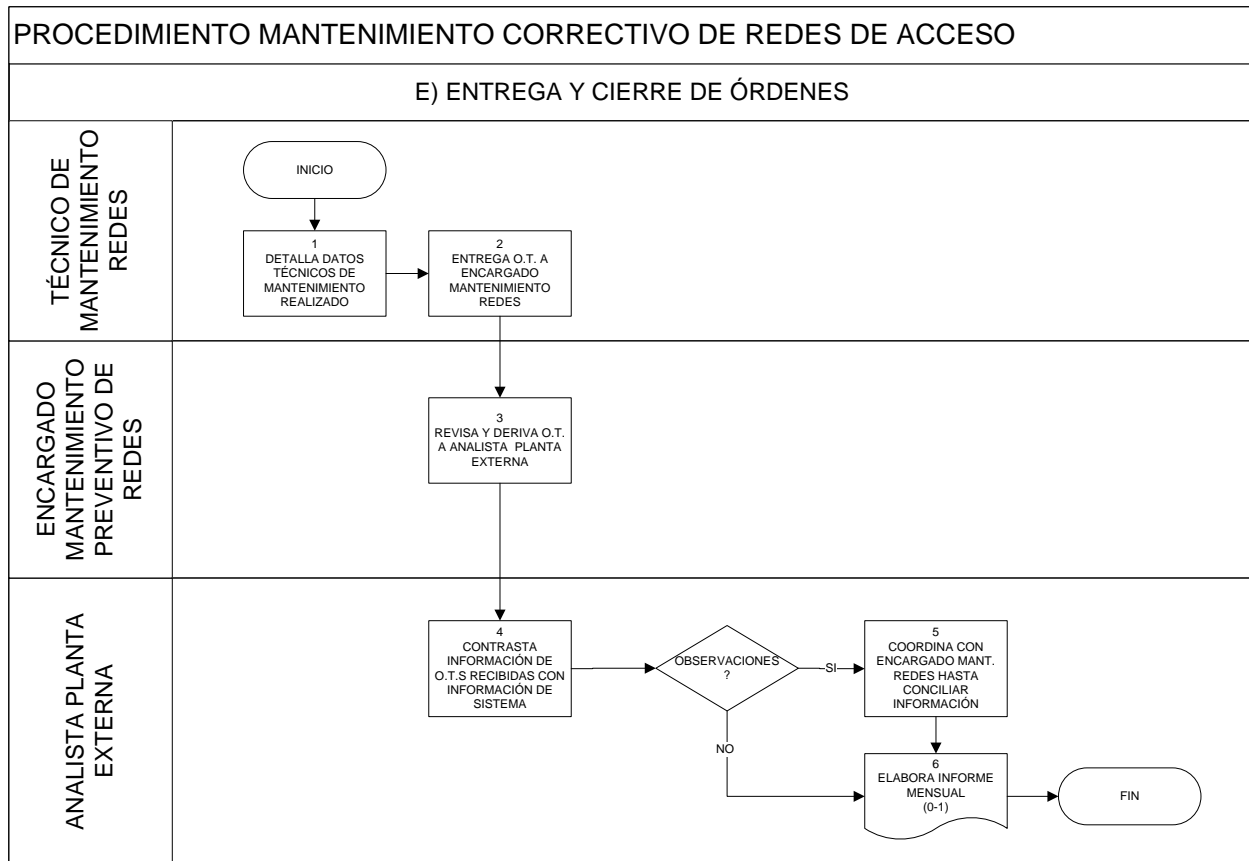 PROCEDIMIENTO MANTENIMIENTO CORRECTIVO DE REDES DE ACCESO
E) ENTREGA Y CIERRE DE ÓRDENES
TÉCNICO DE
MANTENIMIENTO
REDES
INICIO
1
DETALLA DATOS
TÉCNICOS DE
MANTENIMIENTO
REALIZADO
2
ENTREGA O.T. A
ENCARGADO
MANTENIMIENTO
REDES
ENCARGADO
MANTENIMIENTO
PREVENTIVO DE
REDES
3
REVISA Y DERIVA O.T.
A ANALISTA PLANTA
EXTERNA
ANALISTA PLANTA
EXTERNA
4
CONTRASTA
INFORMACIÓN DE
O.T.S RECIBIDAS CON
INFORMACIÓN DE
SISTEMA
OBSERVACIONES
?
SI
NO
5
COORDINA CON
ENCARGADO MANT.
REDES HASTA
CONCILIAR
INFORMACIÓN
6
ELABORA INFORME
MENSUAL
(0-1)
FIN